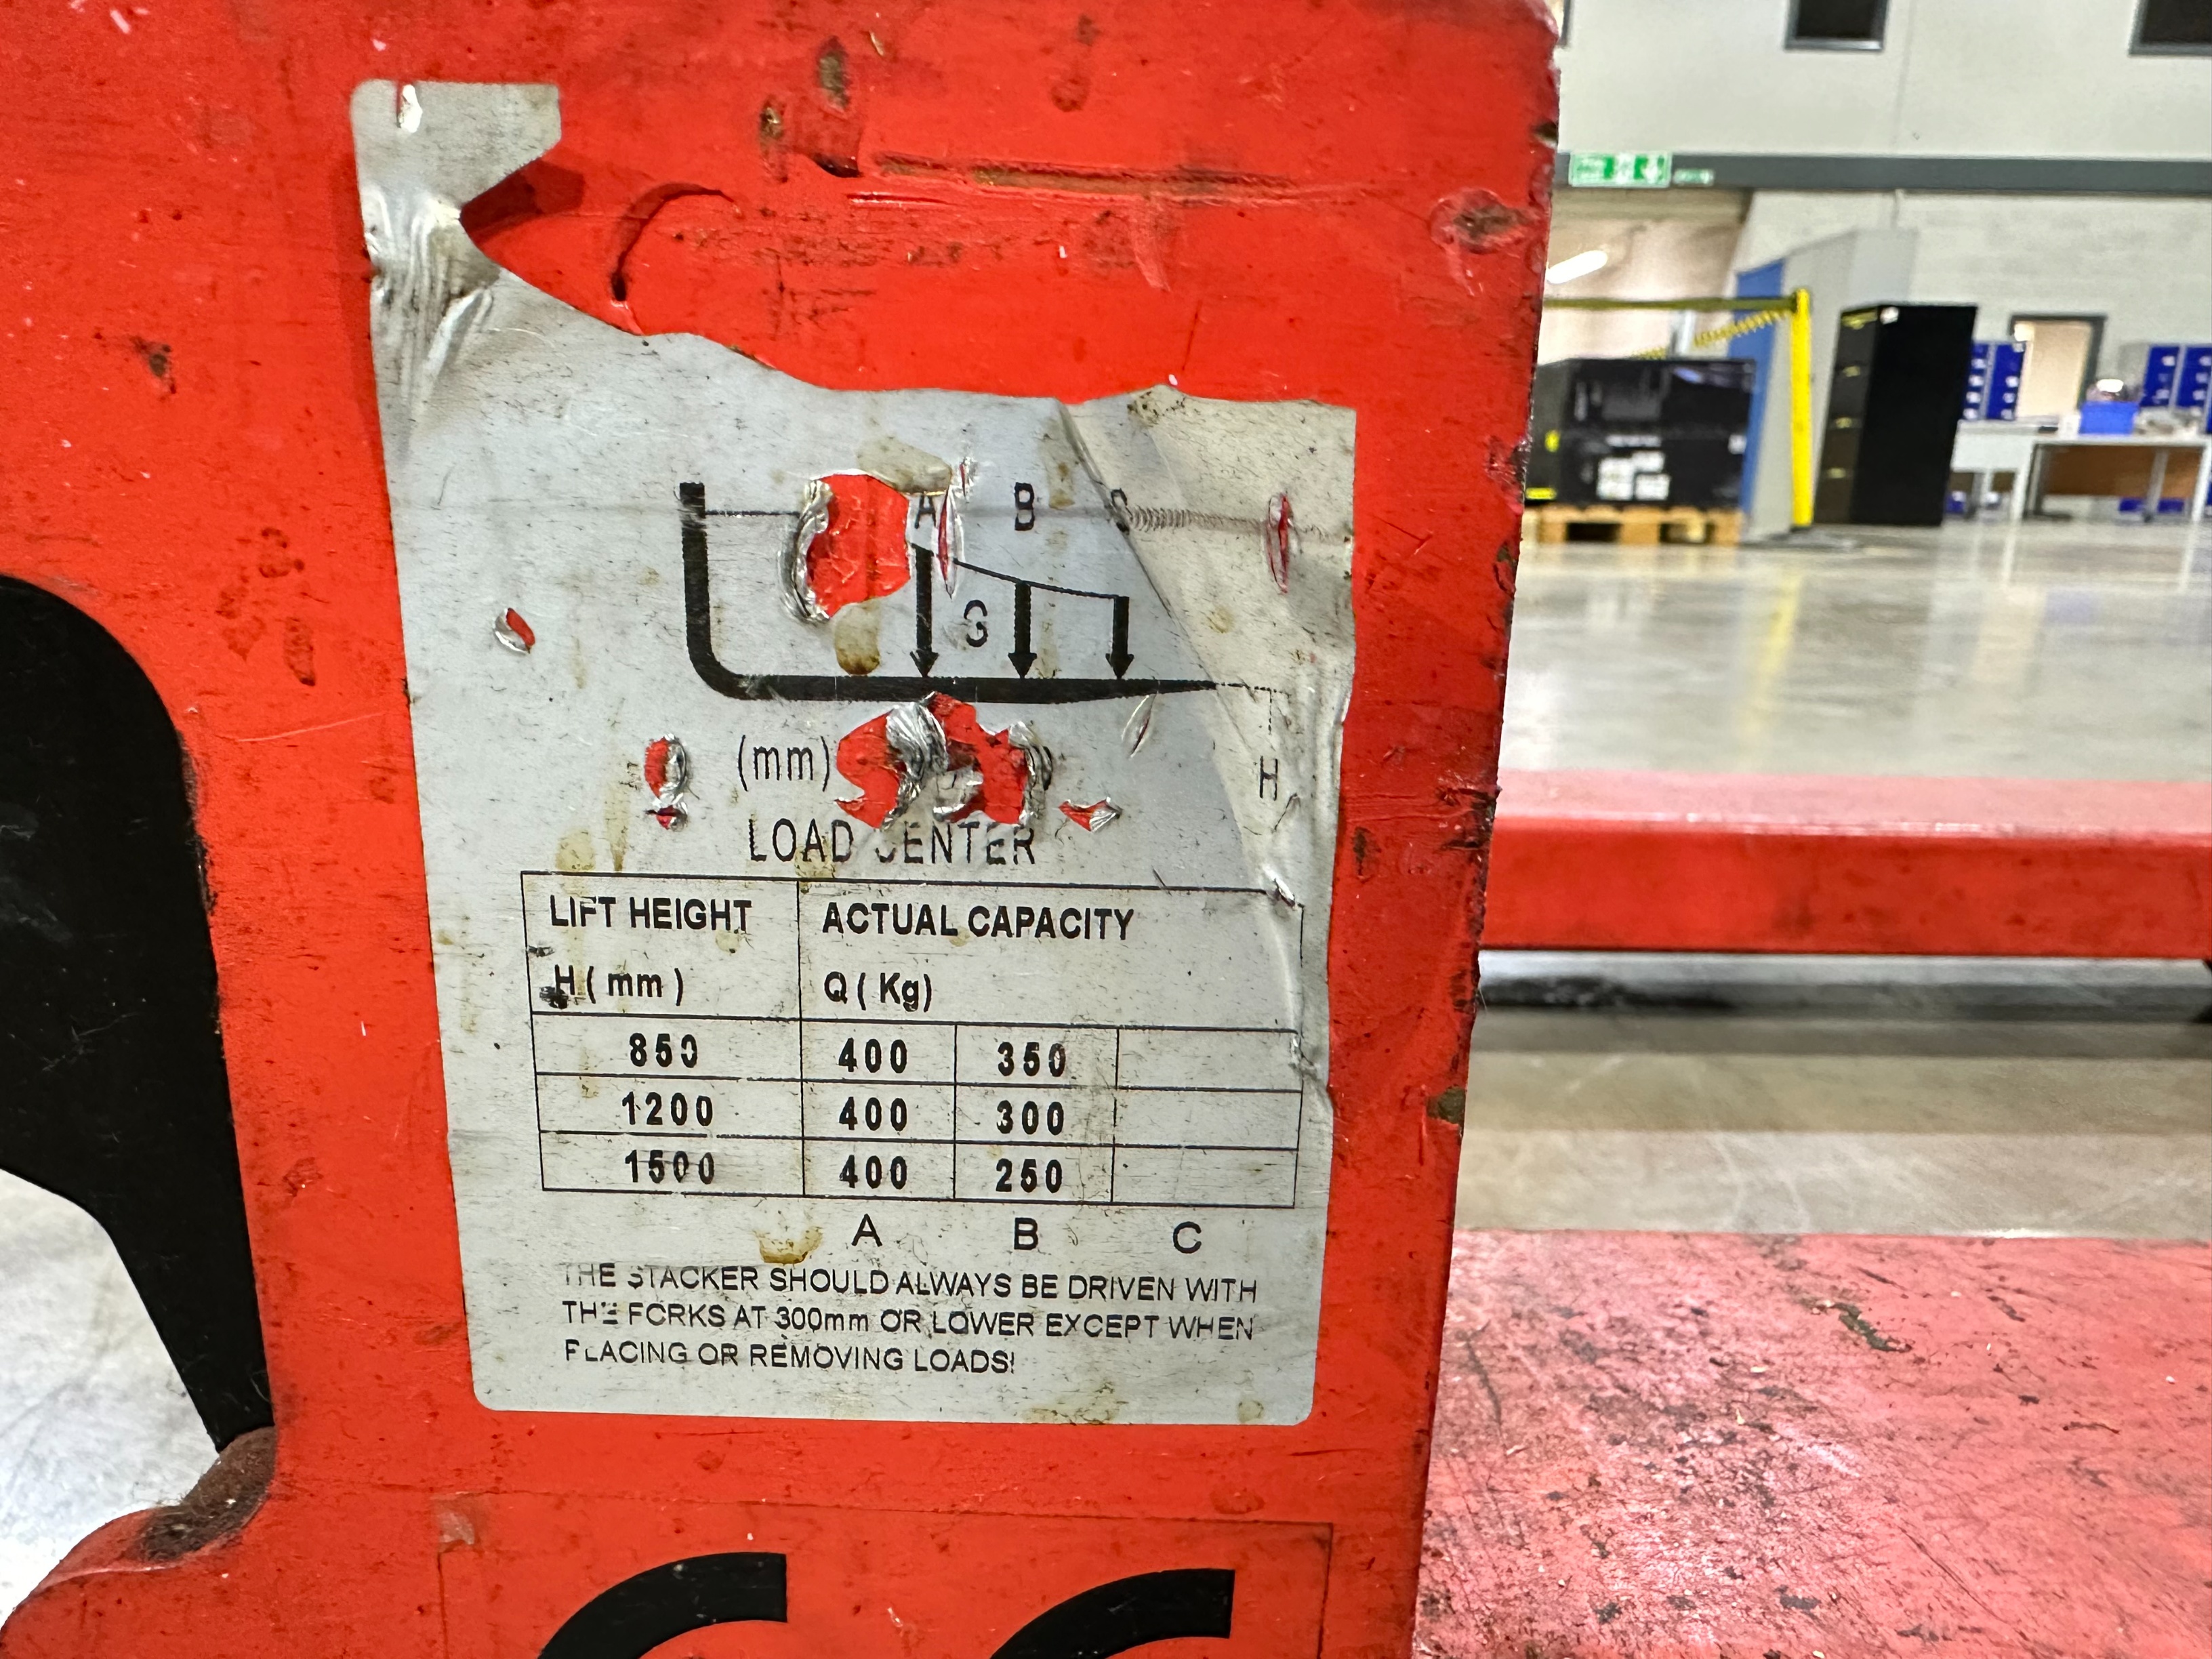 A B
G
(mm)
H
LOAD CENTER
LIFT HEIGHT ACTUAL CAPACITY
H ( mm ) Q ( Kg)
850 400 350
1200 400 300
1500 400 250
A B C
THE STACKER SHOULD ALWAYS BE DRIVEN WITH
THE FORKS AT 300mm OR LOWER EXCEPT WHEN
PLACING OR REMOVING LOADS!